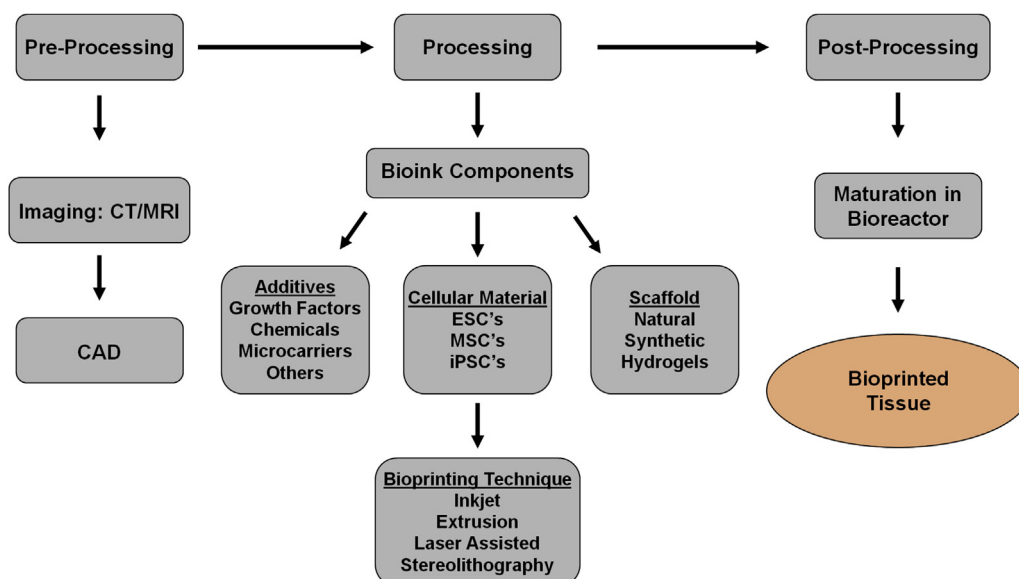 Pre-Processing
Processing
Post-Processing
Imaging: CT/MRI
CAD
Bioink Components
Additives
Growth Factors
Chemicals
Microcarriers
Others
Cellular Material
ESC's
MSC's
iPSC's
Scaffold
Natural
Synthetic
Hydrogels
Bioprinting Technique
Inkjet
Extrusion
Laser Assisted
Stereolithography
Maturation in
Bioreactor
Bioprinted
Tissue